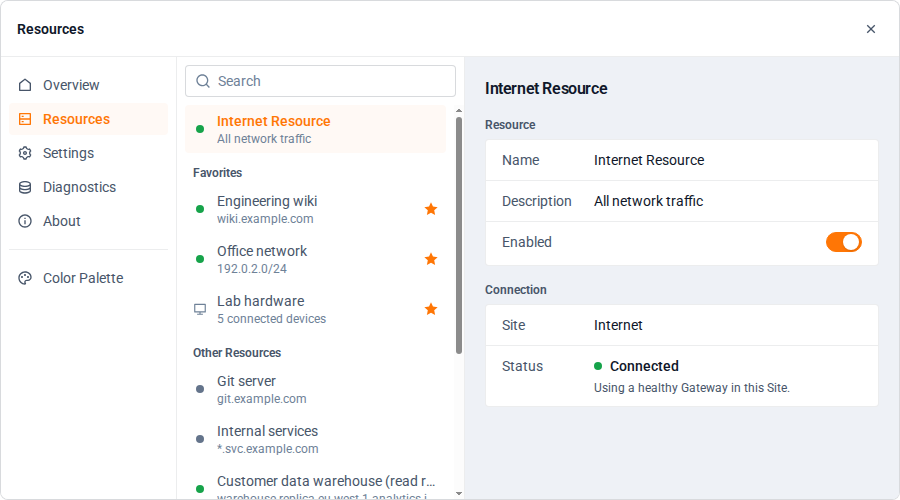 Resources
Overview
Resources
Settings
Diagnostics
About
Color Palette
Search
Internet Resource
All network traffic
Favorites
Engineering wiki
wiki.example.com
Office network
192.0.2.0/24
Lab hardware
5 connected devices
Other Resources
Git server
git.example.com
Internal services
*.svc.example.com
Customer data warehouse (read r…
Internet Resource
Resource
Name Internet Resource
Description All network traffic
Enabled
Connection
Site Internet
Status Connected
Using a healthy Gateway in this Site.